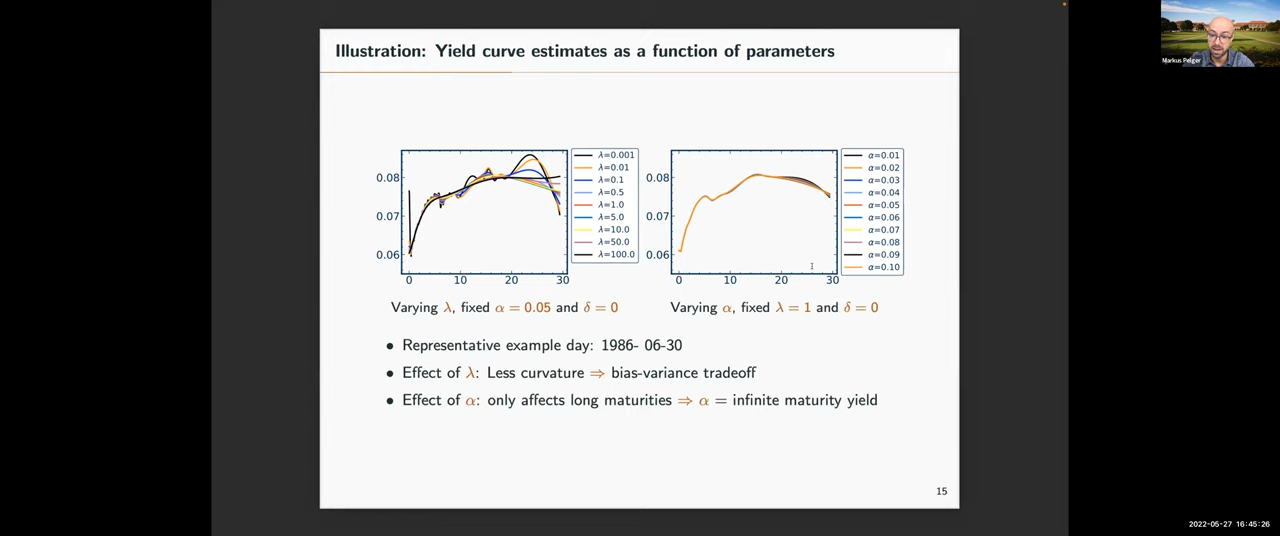 Illustration: Yield curve estimates as a function of parameters
Markus Pelger
0.08
0.07
0.06
0
10
20
30
λ=0.001
λ=0.01
λ=0.1
λ=0.5
λ=1.0
λ=5.0
λ=10.0
λ=50.0
λ=100.0
0.08
0.07
0.06
0
10
20
30
α=0.01
α=0.02
α=0.03
α=0.04
α=0.05
α=0.06
α=0.07
α=0.08
α=0.09
α=0.10
Varying λ, fixed α = 0.05 and δ = 0
Varying α, fixed λ = 1 and δ = 0
• Representative example day: 1986- 06-30
• Effect of λ: Less curvature ⇒ bias-variance tradeoff
• Effect of α: only affects long maturities ⇒ α = infinite maturity yield
15
2022-05-27 16:45:26